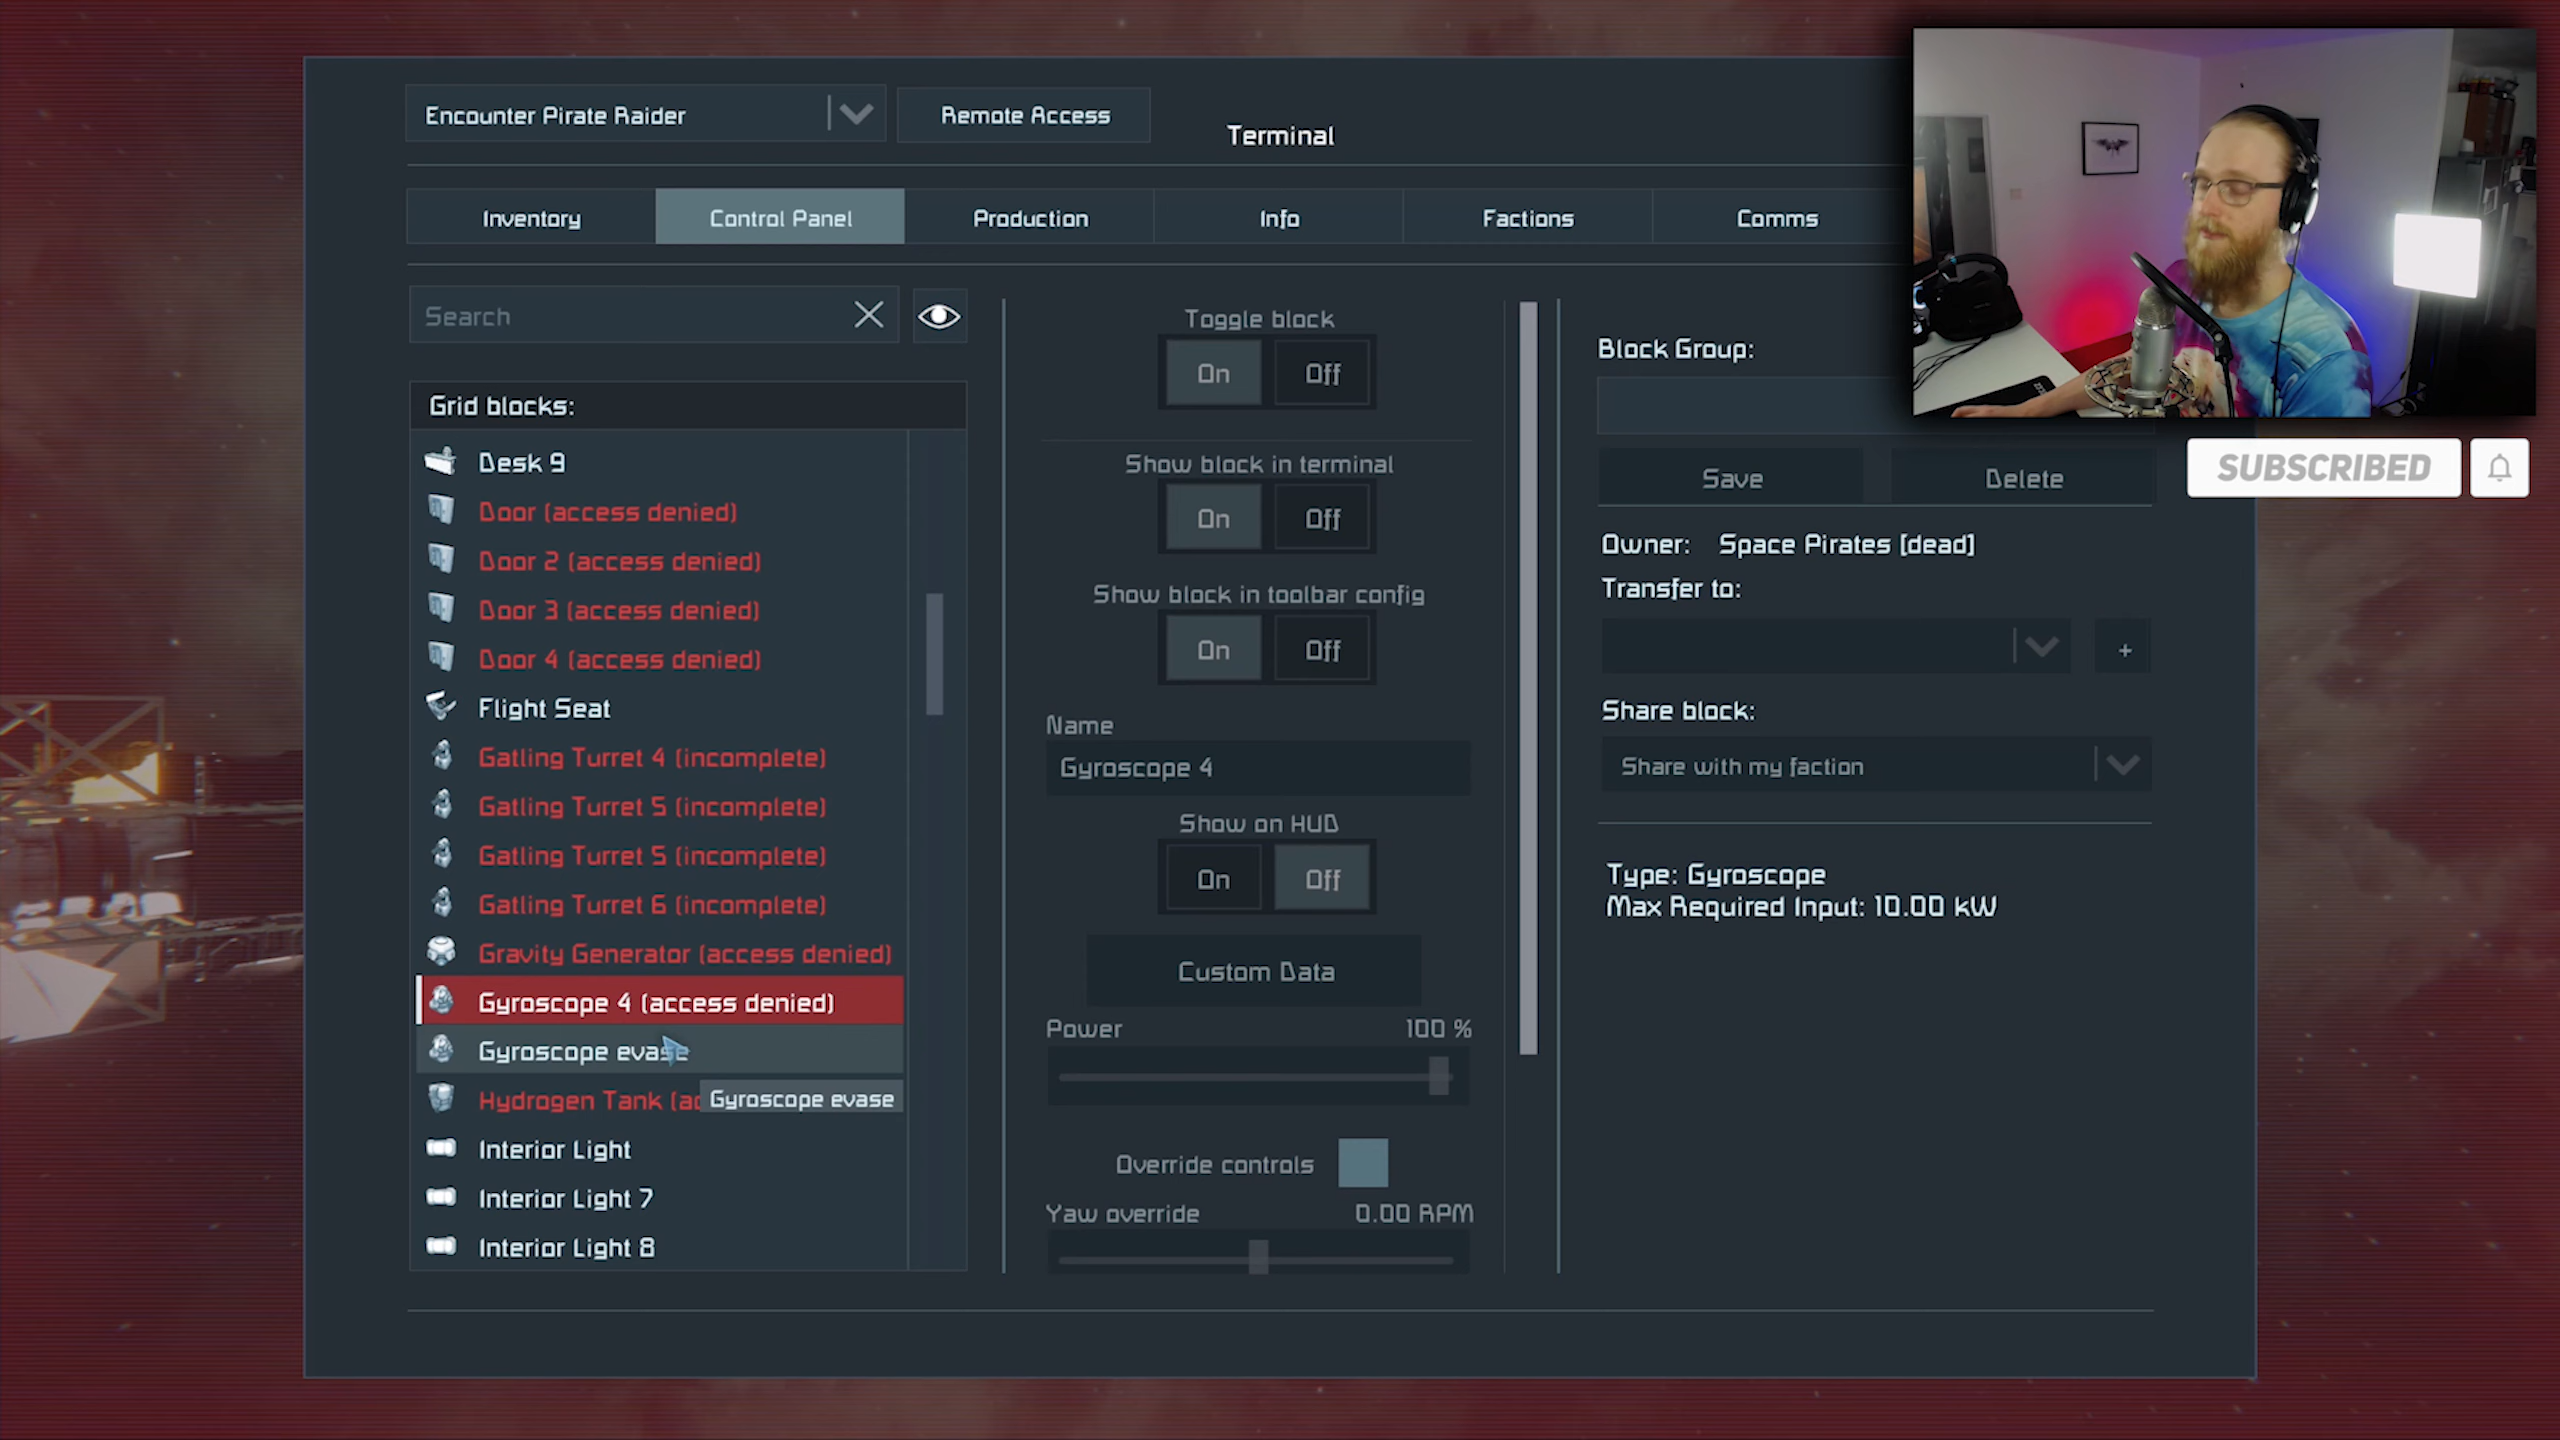 Encounter Pirate Raider
Remote Access
Terminal
Inventory
Control Panel
Production
Info
Factions
Comms
Search
Grid blocks:
Desk 9
Door (access denied)
Door 2 (access denied)
Door 3 (access denied)
Door 4 (access denied)
Flight Seat
Gatling Turret 4 (incomplete)
Gatling Turret 5 (incomplete)
Gatling Turret 5 (incomplete)
Gatling Turret 6 (incomplete)
Gravity Generator (access denied)
Gyroscope 4 (access denied)
Gyroscope evase
Hydrogen Tank (ac
Gyroscope evase
Interior Light
Interior Light 7
Interior Light 8
Toggle block
On Off
Show block in terminal
On Off
Show block in toolbar config
On Off
Name
Gyroscope 4
Show on HUD
On Off
Custom Data
Power 100 %
Override controls
Yaw override 0.00 RPM
Block Group:
Save
Delete
Owner: Space Pirates [dead]
Transfer to:
+
Share block:
Share with my faction
Type: Gyroscope
Max Required Input: 10.00 kW
SUBSCRIBED